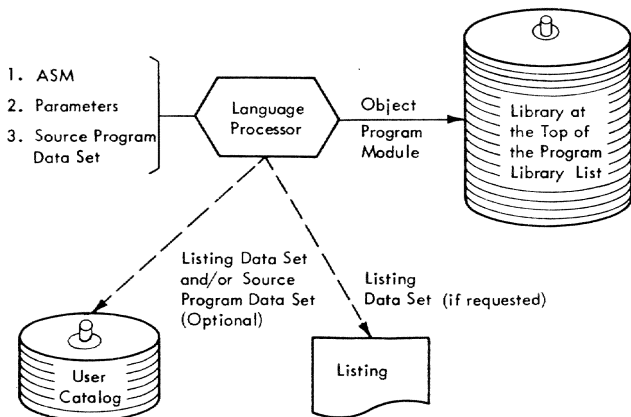 1. ASM
2. Parameters
3. Source Program
Data Set
Language
Processor
Object
Program
Module
Library at
the Top of
the Program
Library List
Listing Data Set
and/or Source
Program Data Set
(Optional)
Listing
Data Set (if requested)
User
Catalog
Listing